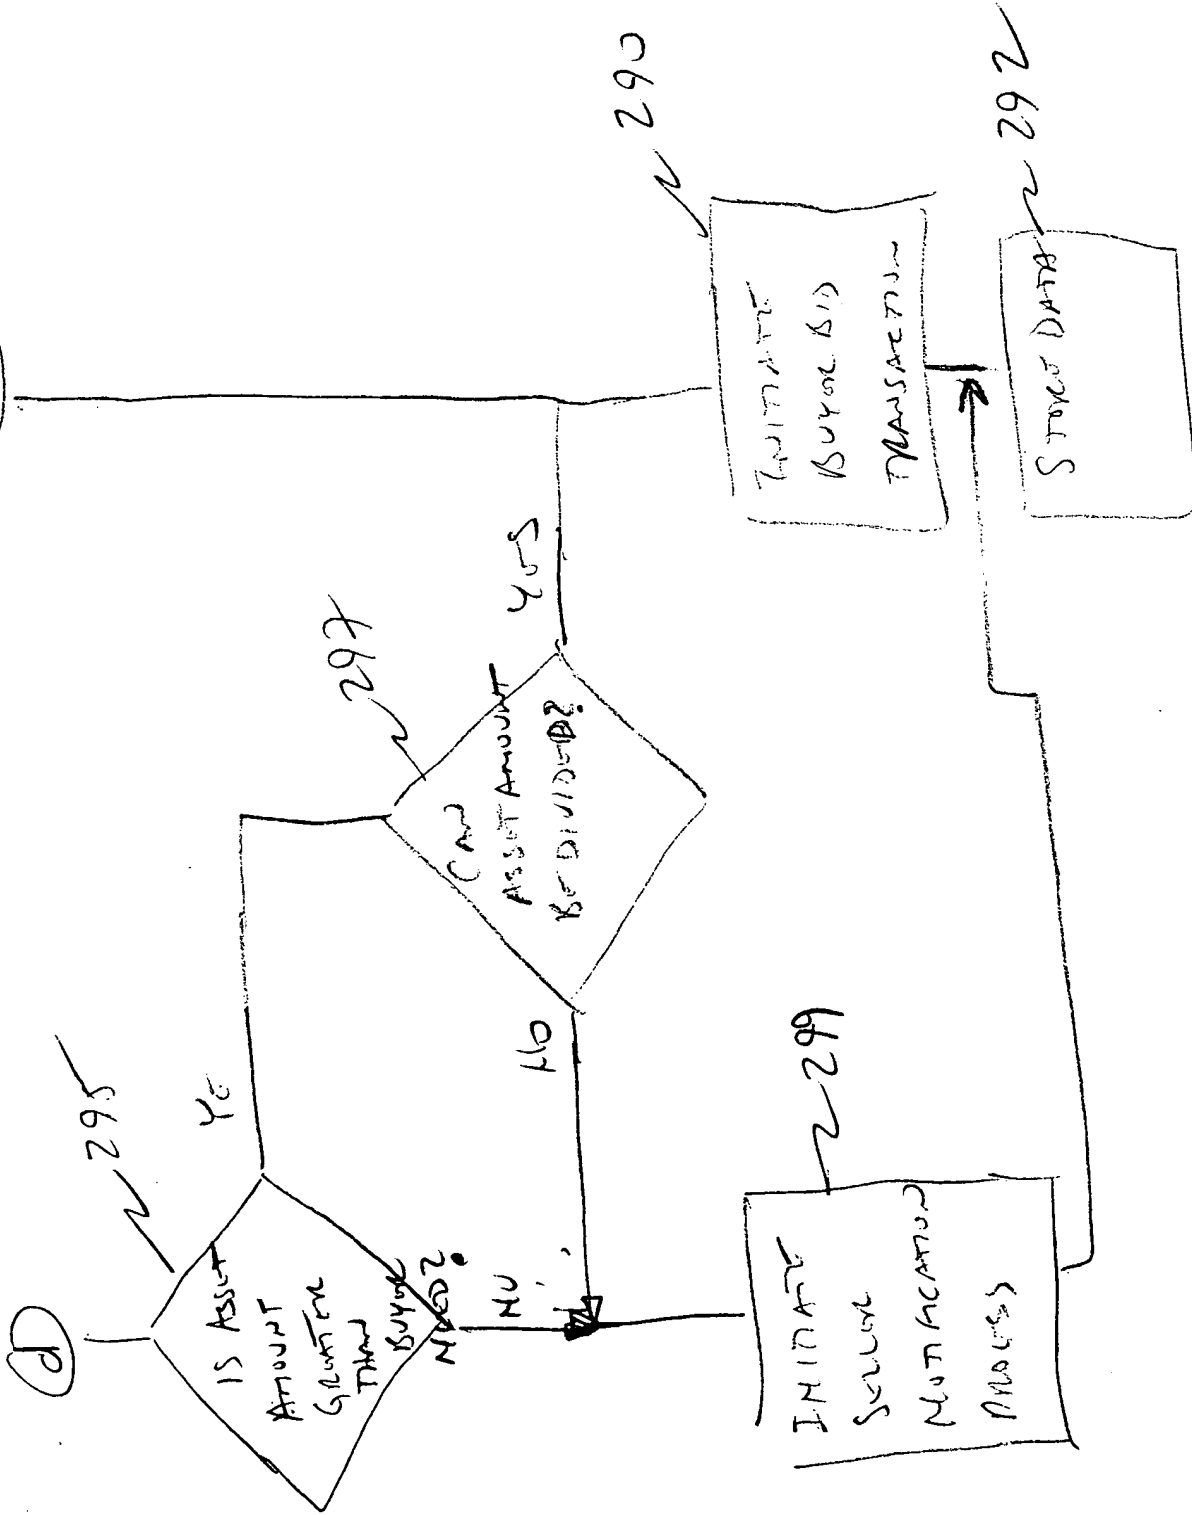 d
295
IS ASSET
AMOUNT
GREATER
THAN
BUYER
NEED?
YE
NO
297
CAN
ASSET AMOUNT
BE DIVIDED?
YES
NO
290
INITIATE
BUYER BID
TRANSACTION
292
STORE DATA
299
INITIATE
SELLER
NOTIFICATION
PROCESS